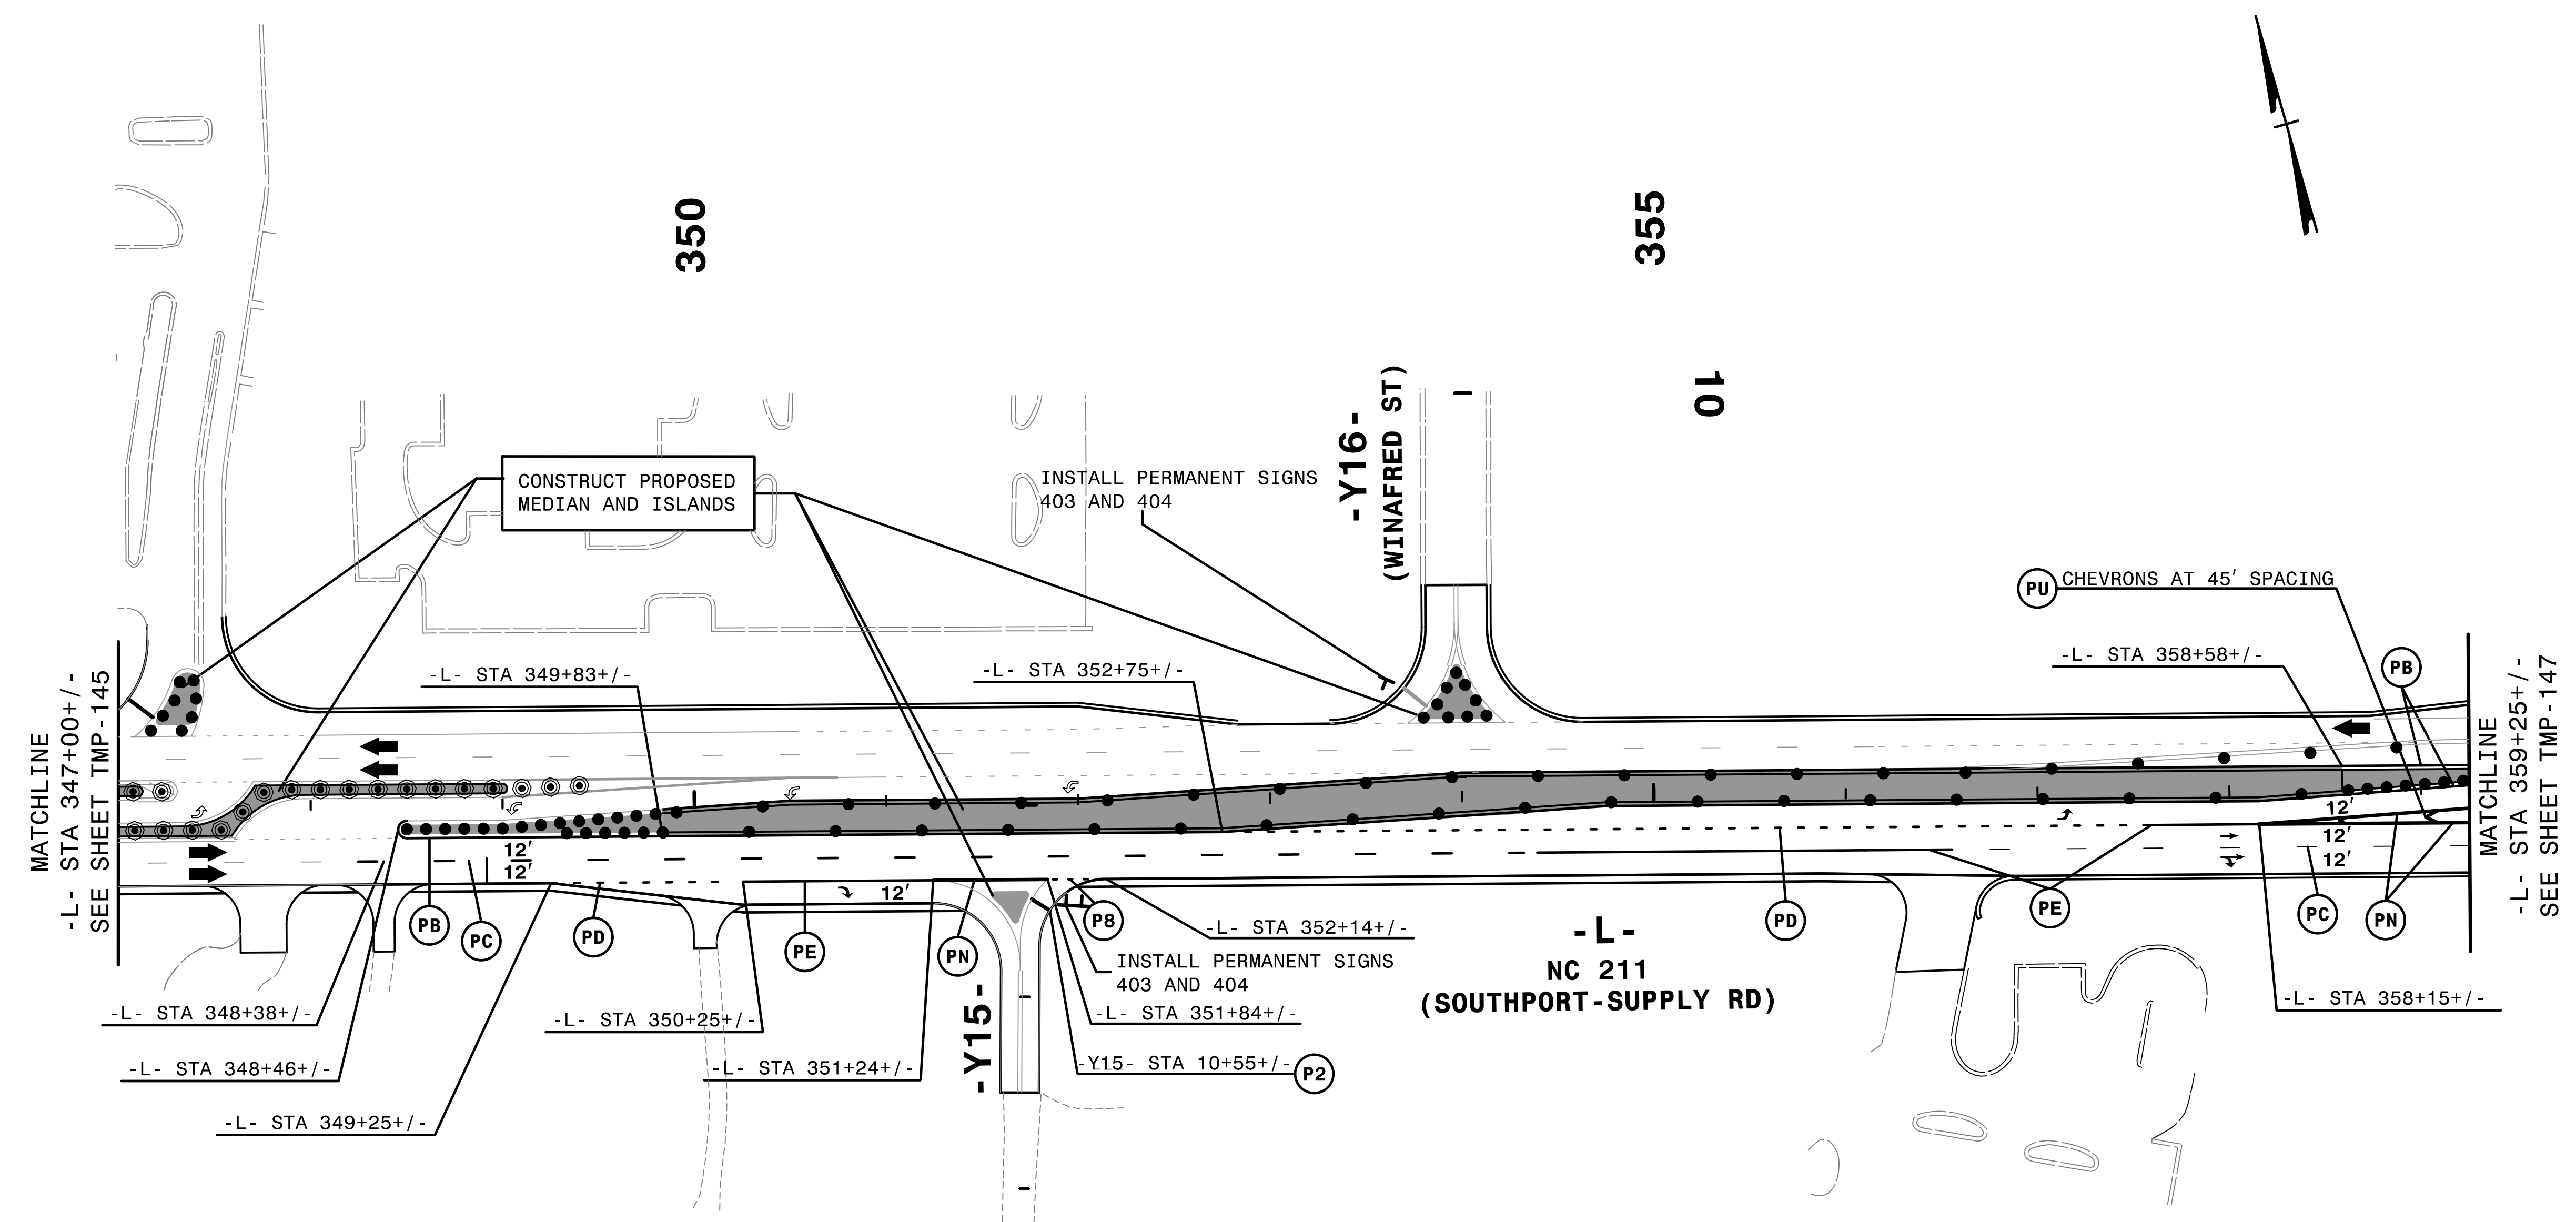 350
355
10
-Y16-
(WINAFRED ST)
CONSTRUCT PROPOSED
MEDIAN AND ISLANDS
INSTALL PERMANENT SIGNS
403 AND 404
PU
CHEVRONS AT 45' SPACING
-L- STA 349+83+/-
-L- STA 352+75+/-
-L- STA 358+58+/-
PB
MATCHLINE
-L- STA 347+00+/-
SEE SHEET TMP-145
MATCHLINE
-L- STA 359+25+/-
SEE SHEET TMP-147
12'
12'
12'
12'
12'
12'
PB
PC
PD
PE
PN
P8
PD
PE
PC
PN
-L- STA 352+14+/-
INSTALL PERMANENT SIGNS
403 AND 404
-L-
NC 211
(SOUTHPORT-SUPPLY RD)
-L- STA 348+38+/-
-L- STA 350+25+/-
-Y15-
-L- STA 351+84+/-
-L- STA 358+15+/-
-L- STA 348+46+/-
-L- STA 351+24+/-
-Y15- STA 10+55+/-
P2
-L- STA 349+25+/-